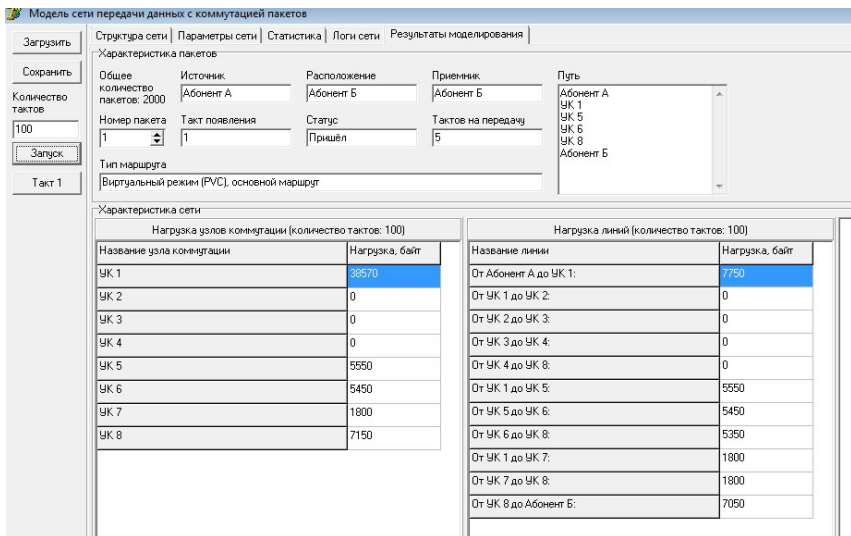 Модель сети передачи данных с коммутацией пакетов
Загрузить
Сохранить
Количество
тактов
100
Запуск
Такт 1
Структура сети Параметры сети Статистика Логи сети Результаты моделирования
Характеристика пакетов
Общее
количество
пакетов: 2000
Источник
Абонент А
Расположение
Абонент Б
Приемник
Абонент Б
Путь
Абонент А
УК 1
УК 5
УК 6
УК 8
Абонент Б
Номер пакета
1
Такт появления
1
Статус
Пришёл
Тактов на передачу
5
Тип маршрута
Виртуальный режим (PVC), основной маршрут
Характеристика сети
Нагрузка узлов коммутации (количество тактов: 100)
Название узла коммутации Нагрузка, байт
УК 1 38570
УК 2 0
УК 3 0
УК 4 0
УК 5 5550
УК 6 5450
УК 7 1800
УК 8 7150
Нагрузка линий (количество тактов: 100)
Название линии Нагрузка, байт
От Абонент А до УК 1: 7750
От УК 1 до УК 2: 0
От УК 2 до УК 3: 0
От УК 3 до УК 4: 0
От УК 4 до УК 8: 0
От УК 1 до УК 5: 5550
От УК 5 до УК 6: 5450
От УК 6 до УК 8: 5350
От УК 1 до УК 7: 1800
От УК 7 до УК 8: 1800
От УК 8 до Абонент Б: 7050